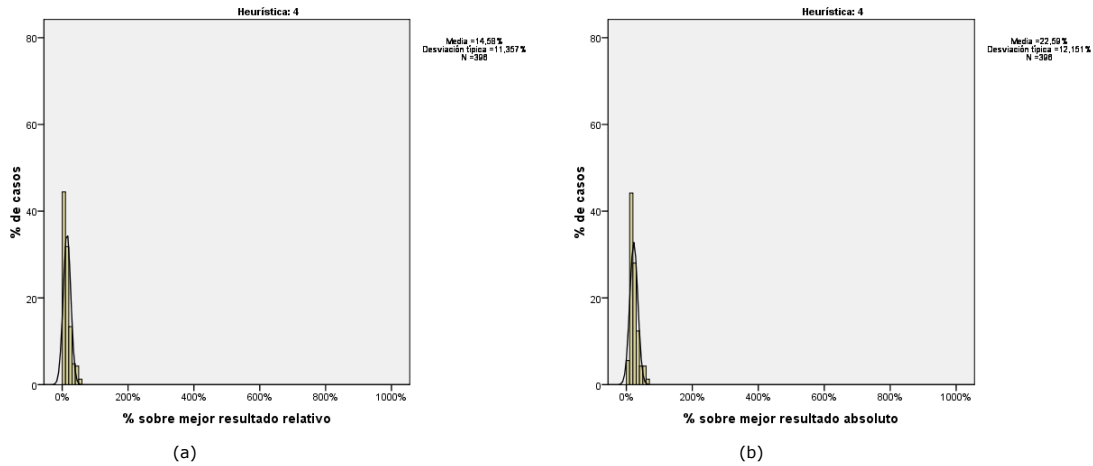 Heurística: 4
Media =14,58%
Desviación típica =11,357%
N =396
80
60
40
20
0
% de casos
0% 200% 400% 600% 800% 1000%
% sobre mejor resultado relativo
(a)
Heurística: 4
Media =22,59%
Desviación típica =12,151%
N =396
80
60
40
20
0
% de casos
0% 200% 400% 600% 800% 1000%
% sobre mejor resultado absoluto
(b)